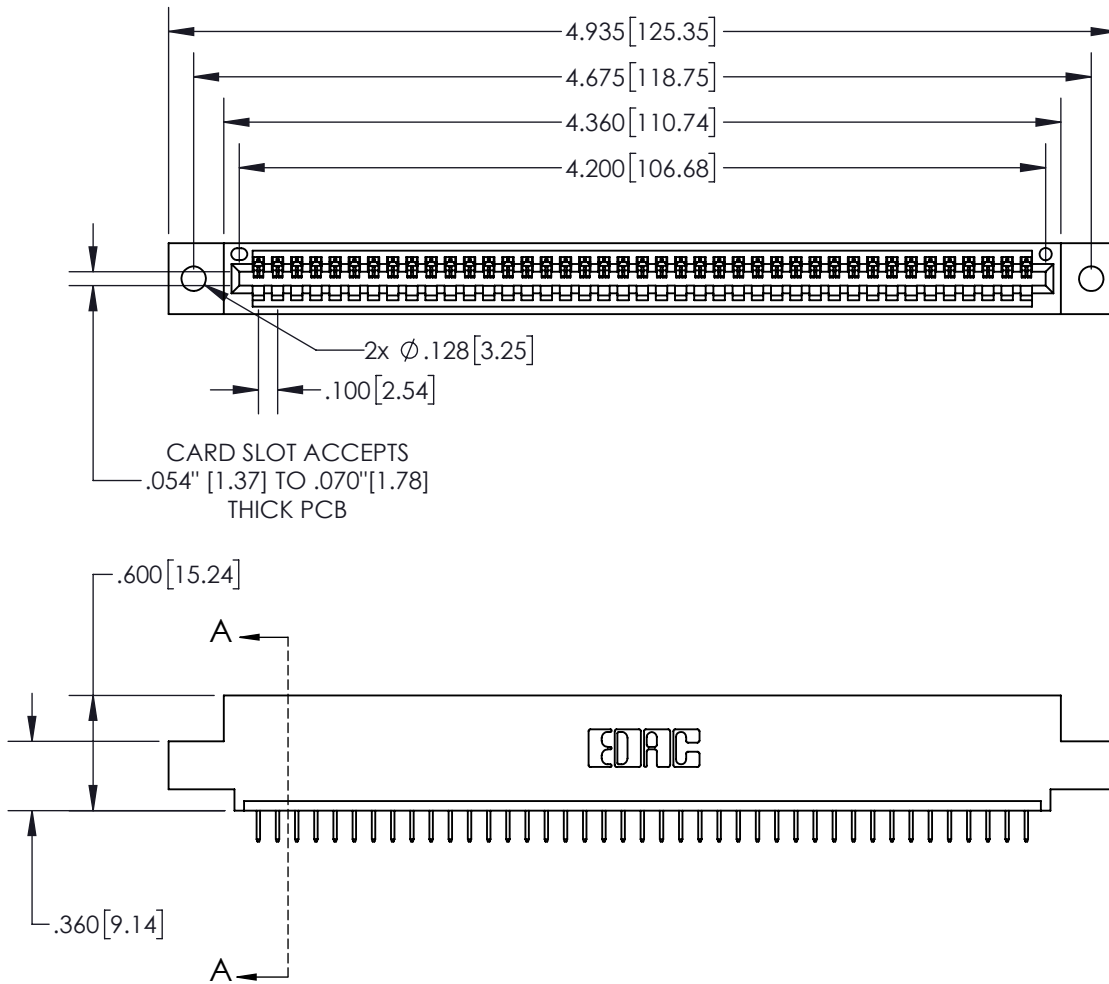 4.935[125.35]
4.675[118.75]
4.360[110.74]
4.200[106.68]
2x Ø.128[3.25]
.100[2.54]
CARD SLOT ACCEPTS
.054" [1.37] TO .070"[1.78]
THICK PCB
.600[15.24]
A
EDAC
.360[9.14]
A